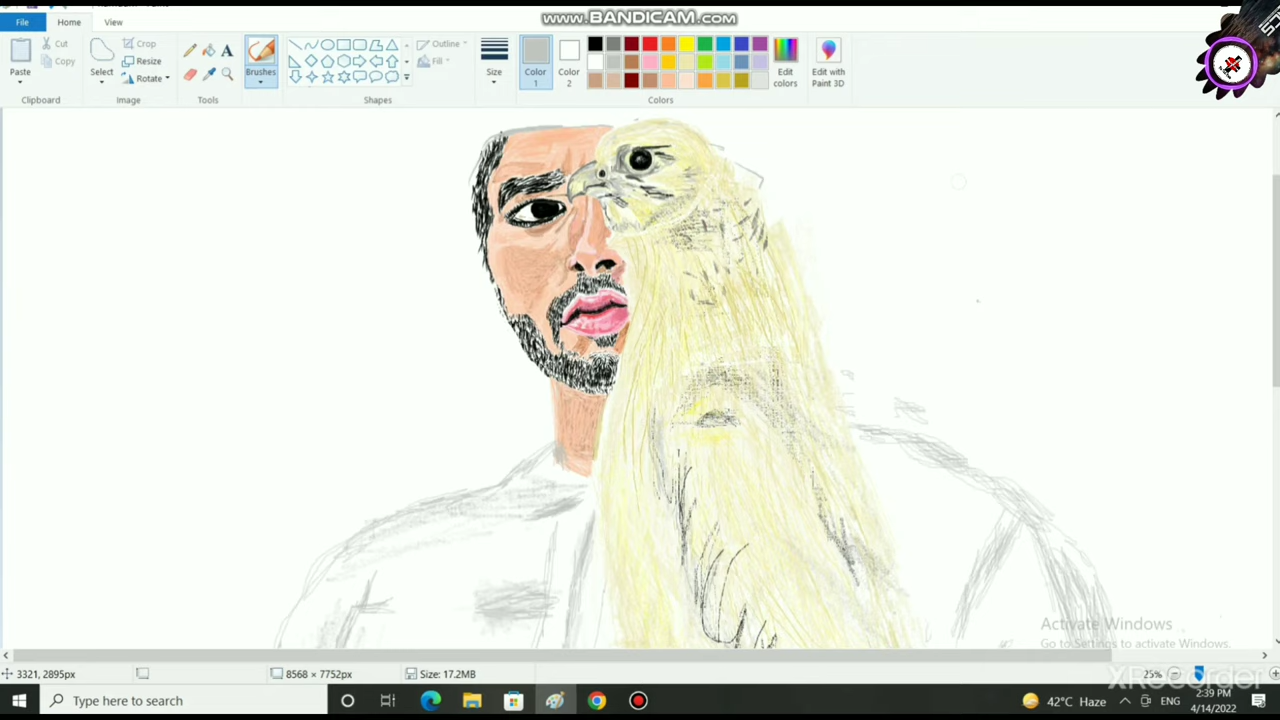 www.BANDICAM.com
File
Home
View
Paste
Cut
Copy
Clipboard
Select
Crop
Resize
Rotate
Image
A
Tools
Brushes
Shapes
Outline
Fill
Size
Color
1
Color
2
Colors
Edit
colors
Edit with
Paint 3D
Activate Windows
Go to Settings to activate Windows.
XRecorder
3321, 2895px
8568 × 7752px
Size: 17.2MB
25%
Type here to search
42°C Haze
ENG
2:39 PM
4/14/2022